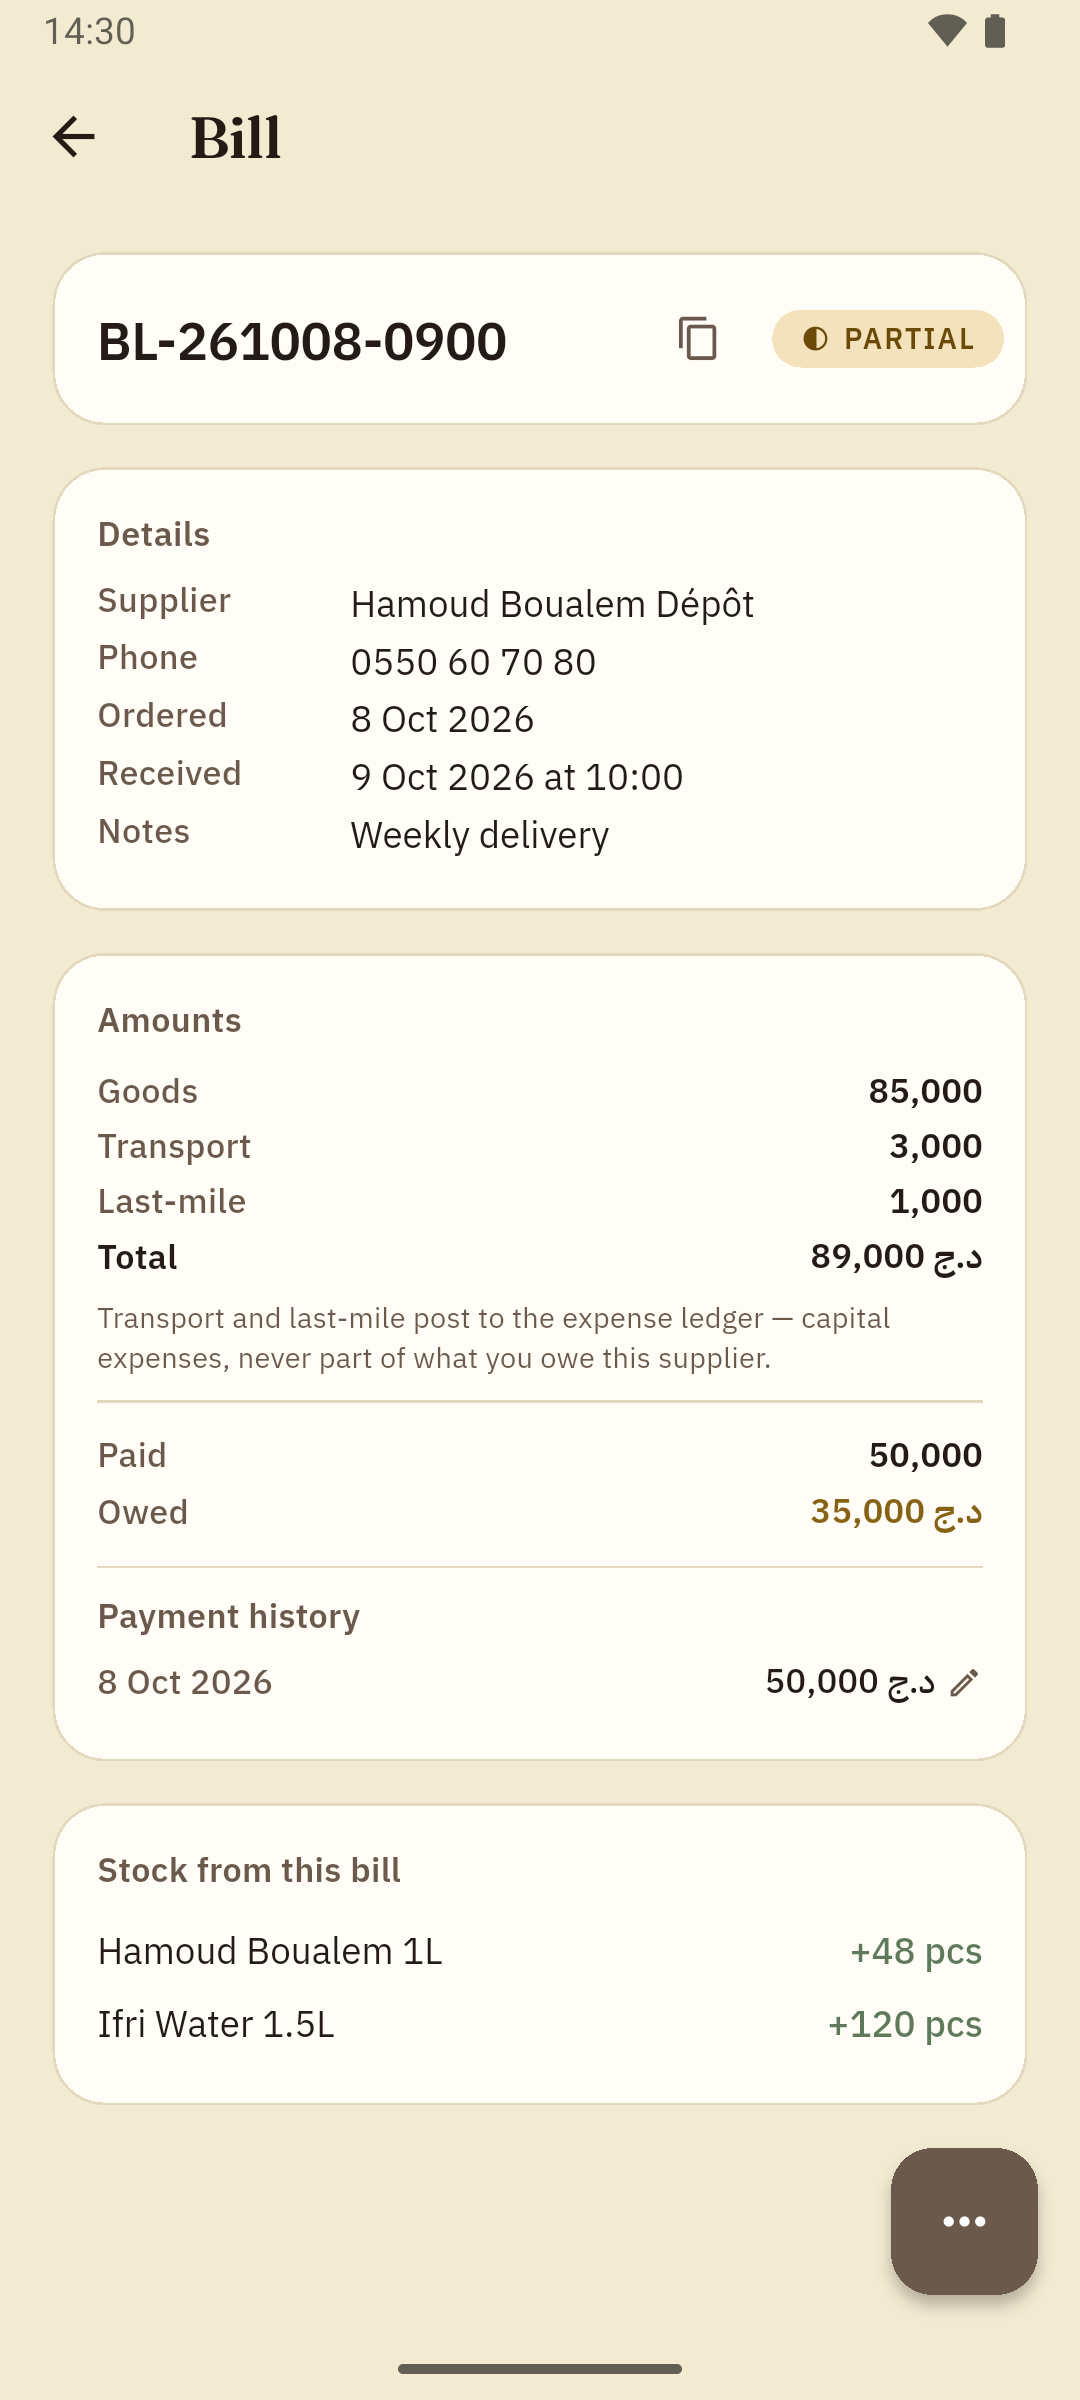 14:30
Bill
BL-261008-0900
PARTIAL
Details
Supplier Hamoud Boualem Dépôt
Phone 0550 60 70 80
Ordered 8 Oct 2026
Received 9 Oct 2026 at 10:00
Notes Weekly delivery
Amounts
Goods 85,000
Transport 3,000
Last-mile 1,000
Total 89,000 د.ج
Transport and last-mile post to the expense ledger — capital
expenses, never part of what you owe this supplier.
Paid 50,000
Owed 35,000 د.ج
Payment history
8 Oct 2026 50,000 د.ج
Stock from this bill
Hamoud Boualem 1L +48 pcs
Ifri Water 1.5L +120 pcs